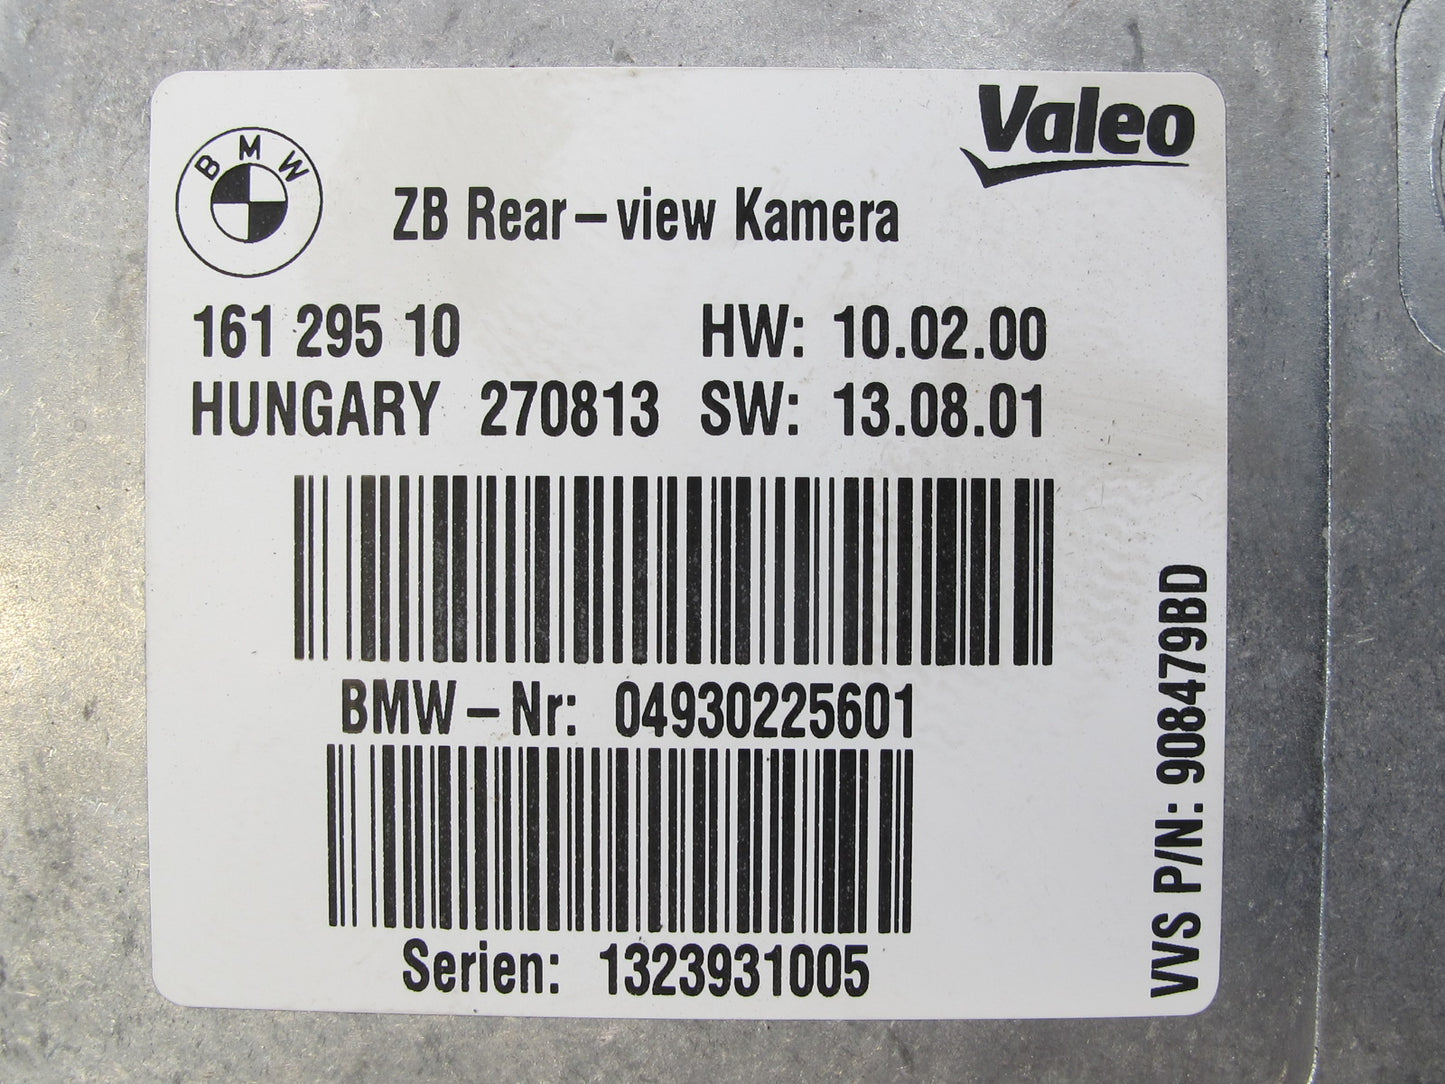 BMW
Valeo
ZB Rear-view Kamera
161 295 10 HW: 10.02.00
HUNGARY 270813 SW: 13.08.01
BMW-Nr: 04930225601
Serien: 1323931005
VVS P/N: 908479BD